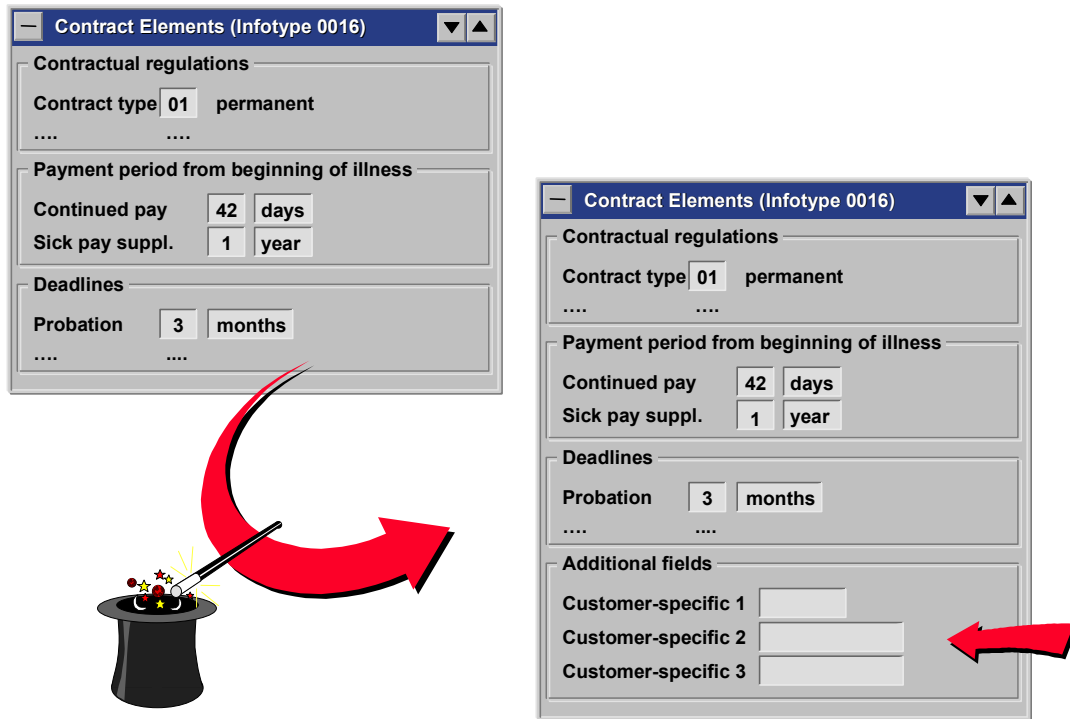 Contract Elements (Infotype 0016)
Contractual regulations
Contract type 01 permanent
.... ....
Payment period from beginning of illness
Continued pay 42 days
Sick pay suppl. 1 year
Deadlines
Probation 3 months
.... ....
Contract Elements (Infotype 0016)
Contractual regulations
Contract type 01 permanent
.... ....
Payment period from beginning of illness
Continued pay 42 days
Sick pay suppl. 1 year
Deadlines
Probation 3 months
.... ....
Additional fields
Customer-specific 1
Customer-specific 2
Customer-specific 3